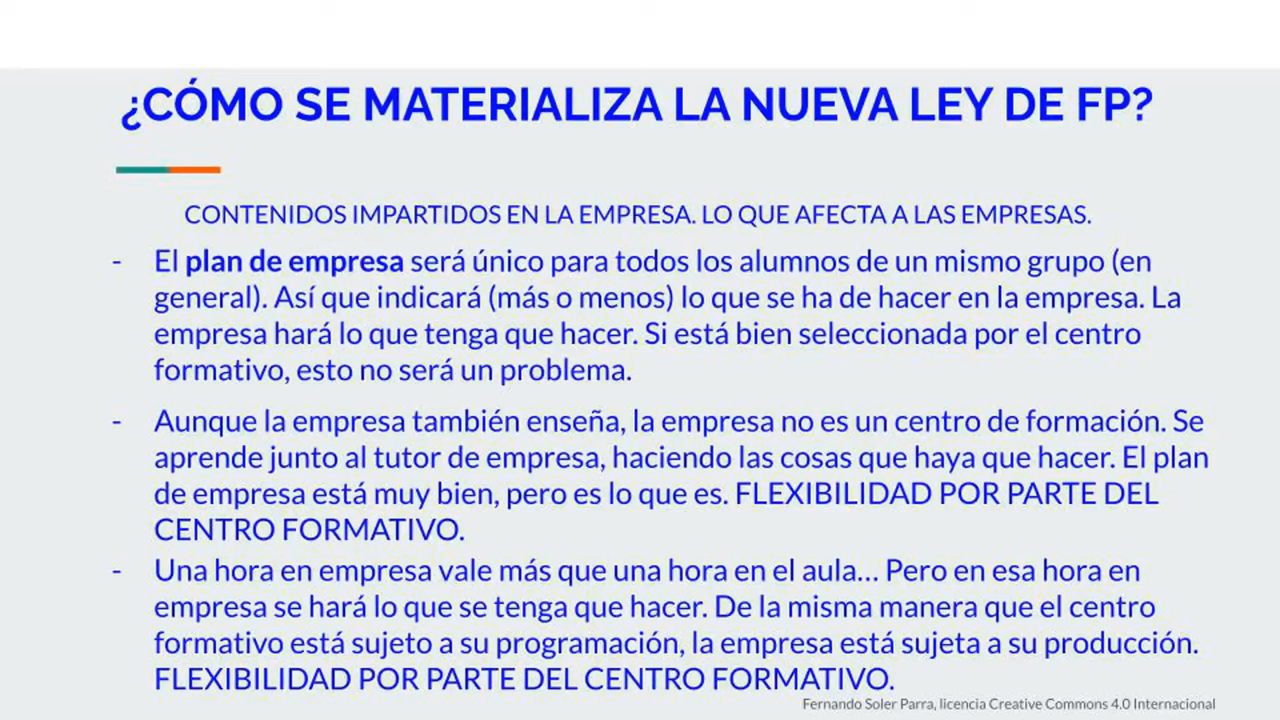 ¿CÓMO SE MATERIALIZA LA NUEVA LEY DE FP?
CONTENIDOS IMPARTIDOS EN LA EMPRESA. LO QUE AFECTA A LAS EMPRESAS.
- El plan de empresa será único para todos los alumnos de un mismo grupo (en
general). Así que indicará (más o menos) lo que se ha de hacer en la empresa. La
empresa hará lo que tenga que hacer. Si está bien seleccionada por el centro
formativo, esto no será un problema.
- Aunque la empresa también enseña, la empresa no es un centro de formación. Se
aprende junto al tutor de empresa, haciendo las cosas que haya que hacer. El plan
de empresa está muy bien, pero es lo que es. FLEXIBILIDAD POR PARTE DEL
CENTRO FORMATIVO.
- Una hora en empresa vale más que una hora en el aula... Pero en esa hora en
empresa se hará lo que se tenga que hacer. De la misma manera que el centro
formativo está sujeto a su programación, la empresa está sujeta a su producción.
FLEXIBILIDAD POR PARTE DEL CENTRO FORMATIVO.
Fernando Soler Parra, licencia Creative Commons 4.0 Internacional